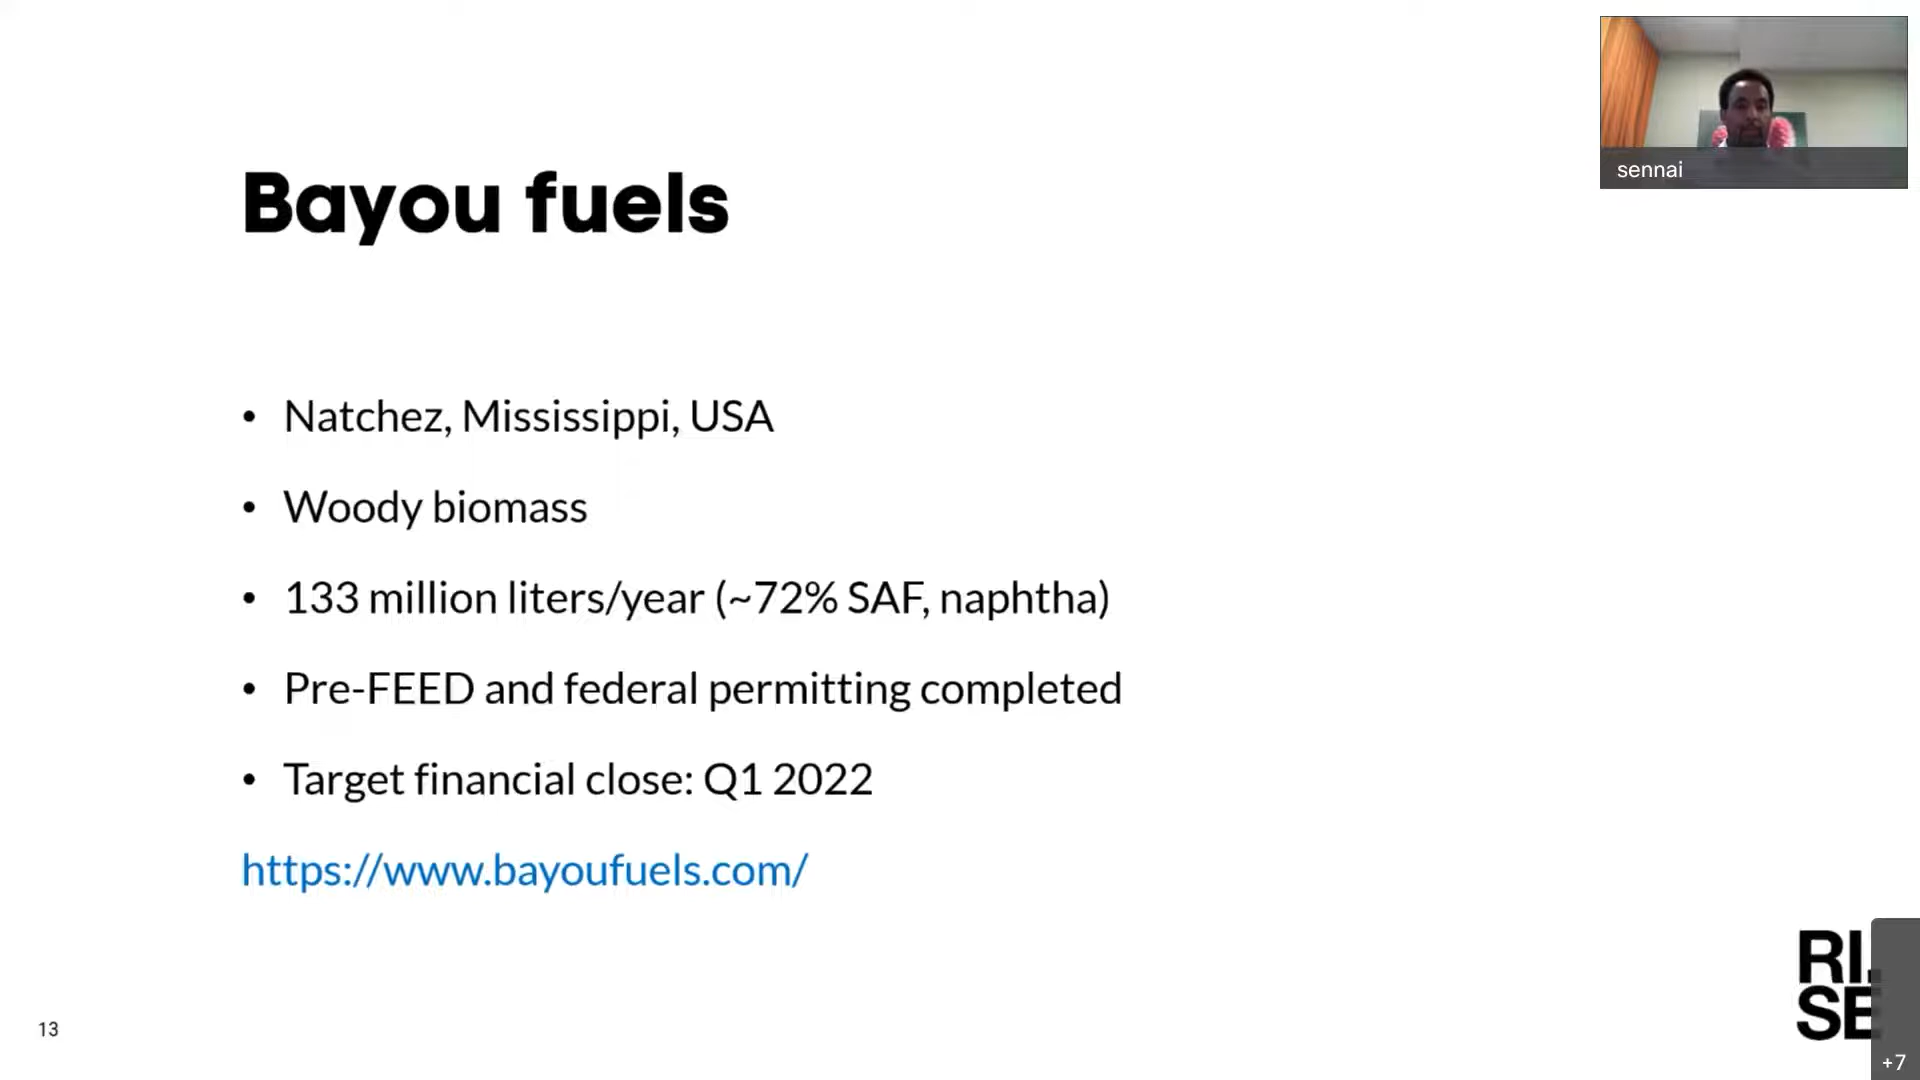 sennai
Bayou fuels
• Natchez, Mississippi, USA
• Woody biomass
• 133 million liters/year (~72% SAF, naphtha)
• Pre-FEED and federal permitting completed
• Target financial close: Q1 2022
https://www.bayoufuels.com/
RI.
SE
13
+7